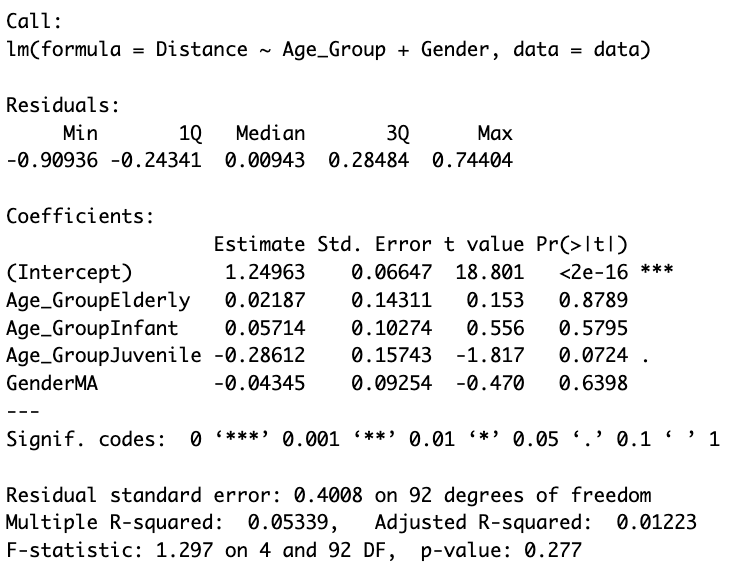 Call:
lm(formula = Distance ~ Age_Group + Gender, data = data)

Residuals:
     Min       1Q   Median       3Q      Max
-0.90936 -0.24341  0.00943  0.28484  0.74404

Coefficients:
                  Estimate Std. Error t value Pr(>|t|)
(Intercept)        1.24963    0.06647  18.801   <2e-16 ***
Age_GroupElderly   0.02187    0.14311   0.153   0.8789
Age_GroupInfant    0.05714    0.10274   0.556   0.5795
Age_GroupJuvenile -0.28612    0.15743  -1.817   0.0724 .
GenderMA          -0.04345    0.09254  -0.470   0.6398
---
Signif. codes:  0 ‘***’ 0.001 ‘**’ 0.01 ‘*’ 0.05 ‘.’ 0.1 ‘ ’ 1

Residual standard error: 0.4008 on 92 degrees of freedom
Multiple R-squared:  0.05339,   Adjusted R-squared:  0.01223
F-statistic: 1.297 on 4 and 92 DF,  p-value: 0.277